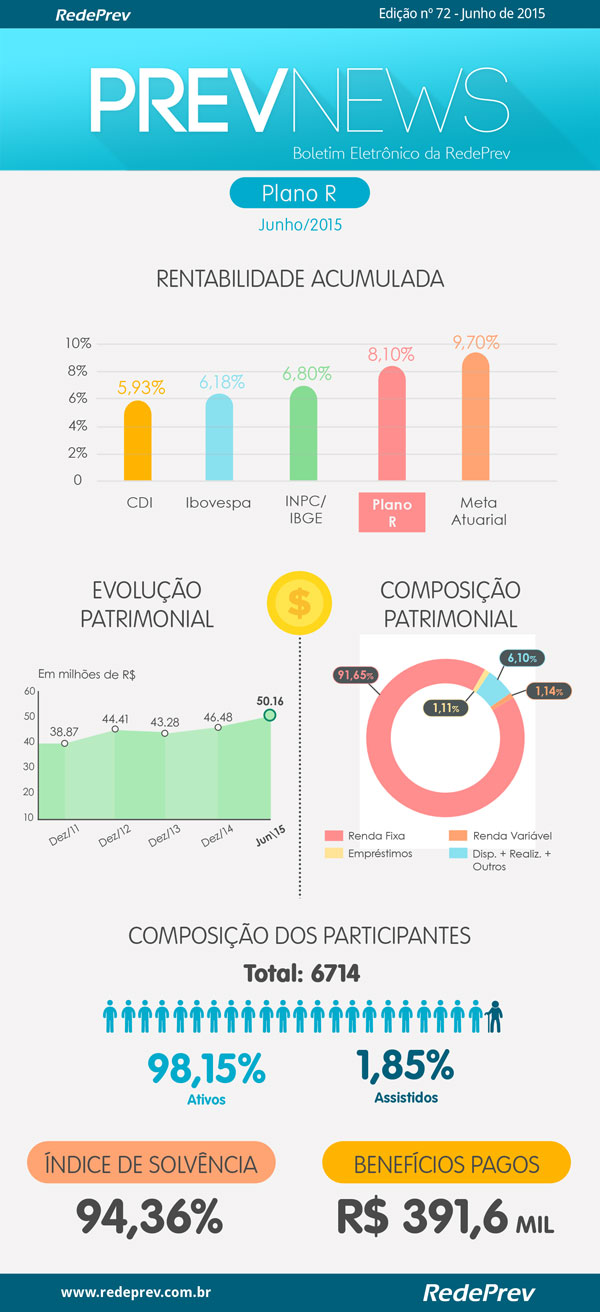 RedePrev
Edição nº 72 - Junho de 2015
PREVNEWS
Boletim Eletrônico da RedePrev
Plano R
Junho/2015
RENTABILIDADE ACUMULADA
10%
8%
6%
4%
2%
0
5,93%
6,18%
6,80%
8,10%
9,70%
CDI
Ibovespa
INPC/
IBGE
Plano
R
Meta
Atuarial
EVOLUÇÃO
PATRIMONIAL
$
Em milhões de R$
60
50
40
30
20
10
38.87
44.41
43.28
46.48
50.16
Dez/11
Dez/12
Dez/13
Dez/14
Jun\15
COMPOSIÇÃO
PATRIMONIAL
91,65%
1,11%
6,10%
1,14%
Renda Fixa
Renda Variável
Empréstimos
Disp. + Realiz. +
Outros
COMPOSIÇÃO DOS PARTICIPANTES
Total: 6714
98,15%
Ativos
1,85%
Assistidos
ÍNDICE DE SOLVÊNCIA
94,36%
BENEFÍCIOS PAGOS
R$ 391,6 MIL
www.redeprev.com.br
RedePrev